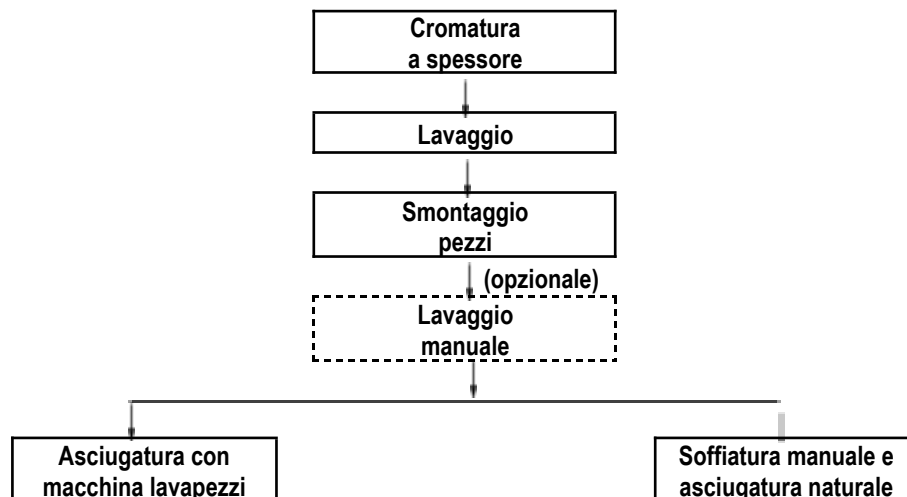 Cromatura
a spessore
Lavaggio
Smontaggio
pezzi
(opzionale)
Lavaggio
manuale
Asciugatura con
macchina lavapezzi
Soffiatura manuale e
asciugatura naturale